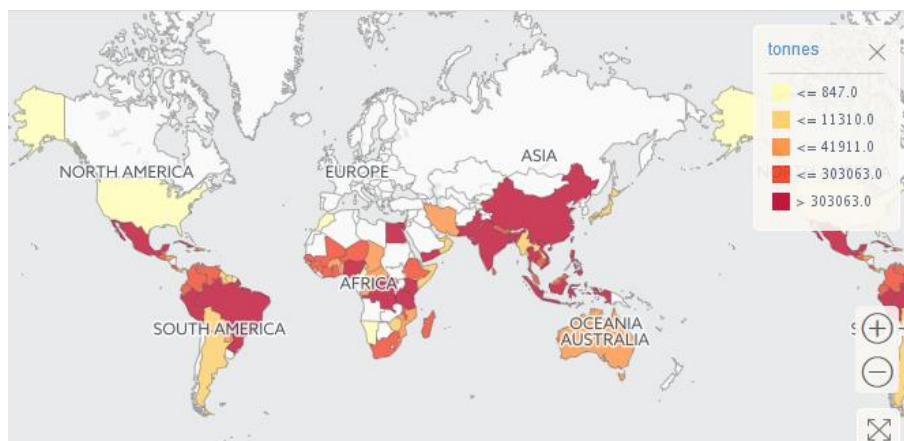 tonnes
<= 847.0
<= 11310.0
<= 41911.0
<= 303063.0
> 303063.0
NORTH AMERICA
EUROPE
ASIA
AFRICA
SOUTH AMERICA
OCEANIA
AUSTRALIA